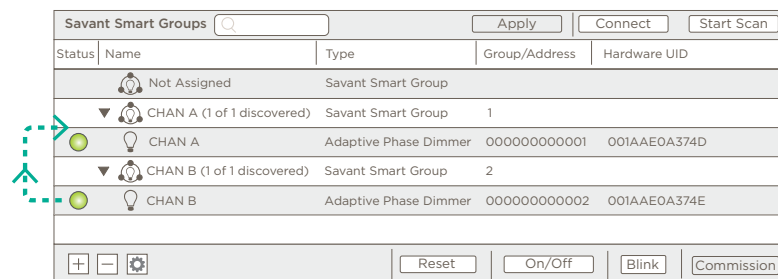 Savant Smart Groups Apply Connect Start Scan
Status Name Type Group/Address Hardware UID
Not Assigned Savant Smart Group
CHAN A (1 of 1 discovered) Savant Smart Group 1
CHAN A Adaptive Phase Dimmer 000000000001 001AAE0A374D
CHAN B (1 of 1 discovered) Savant Smart Group 2
CHAN B Adaptive Phase Dimmer 000000000002 001AAE0A374E
Reset On/Off Blink Commission